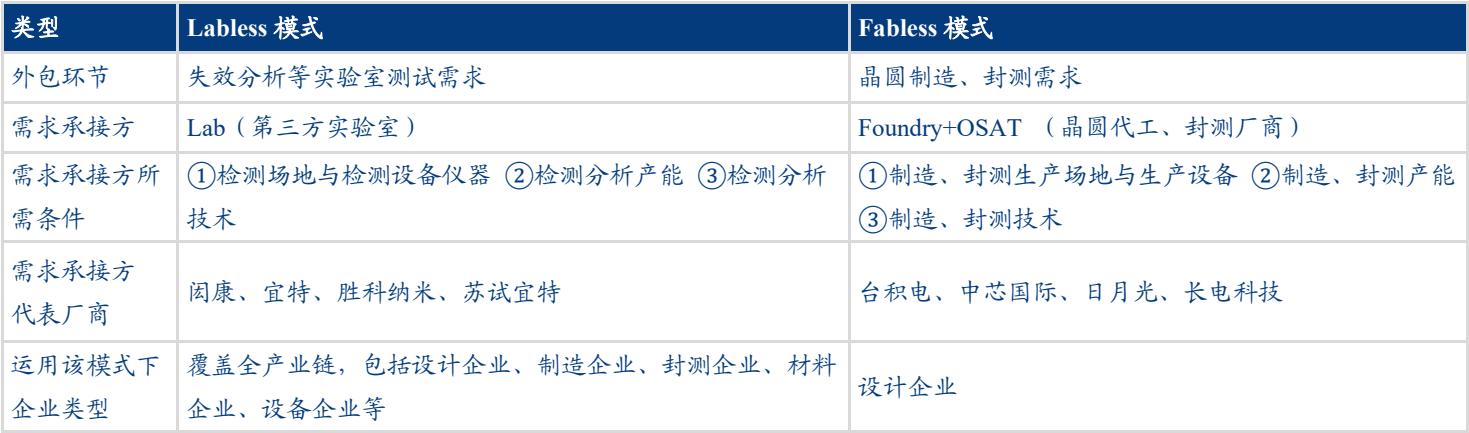 类型 Labless 模式 Fabless 模式
外包环节 失效分析等实验室测试需求 晶圆制造、封测需求
需求承接方 Lab（第三方实验室） Foundry+OSAT （晶圆代工、封测厂商）
需求承接方所 ①检测场地与检测设备仪器 ②检测分析产能 ③检测分析 ①制造、封测生产场地与生产设备 ②制造、封测产能
需条件 技术 ③制造、封测技术
需求承接方
代表厂商 闳康、宜特、胜科纳米、苏试宜特 台积电、中芯国际、日月光、长电科技
运用该模式下 覆盖全产业链，包括设计企业、制造企业、封测企业、材料
企业类型 企业、设备企业等 设计企业